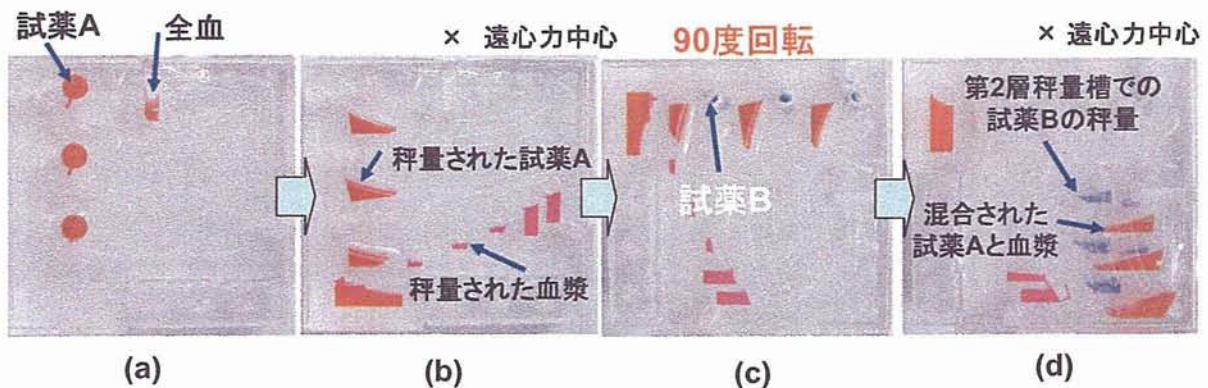 試薬A
全血
× 遠心力中心
90度回転
× 遠心力中心
秤量された試薬A
秤量された血漿
試薬B
第2層秤量槽での
試薬Bの秤量
混合された
試薬Aと血漿
(a)
(b)
(c)
(d)